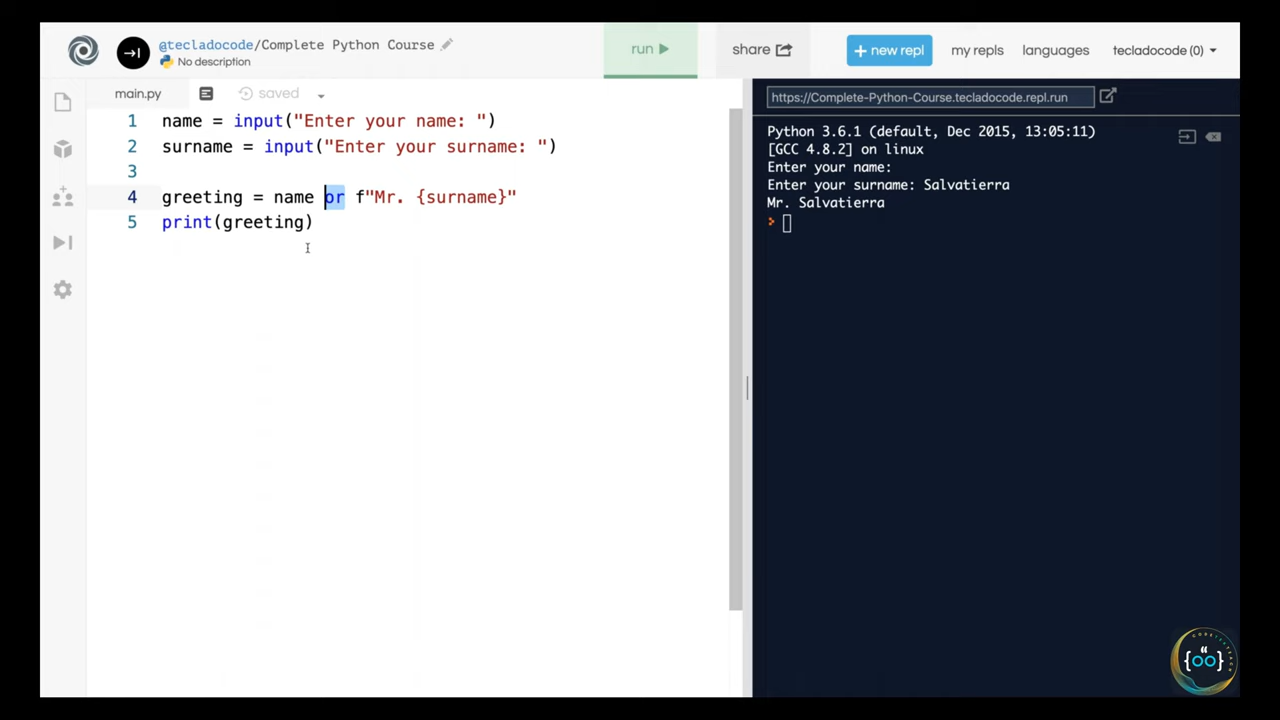 @tecladocode/Complete Python Course
No description
run
share
+ new repl
my repls
languages
tecladocode (0)
main.py
saved
https://Complete-Python-Course.tecladocode.repl.run
1 name = input("Enter your name: ")
2 surname = input("Enter your surname: ")
3
4 greeting = name or f"Mr. {surname}"
5 print(greeting)
Python 3.6.1 (default, Dec 2015, 13:05:11)
[GCC 4.8.2] on linux
Enter your name:
Enter your surname: Salvatierra
Mr. Salvatierra
>